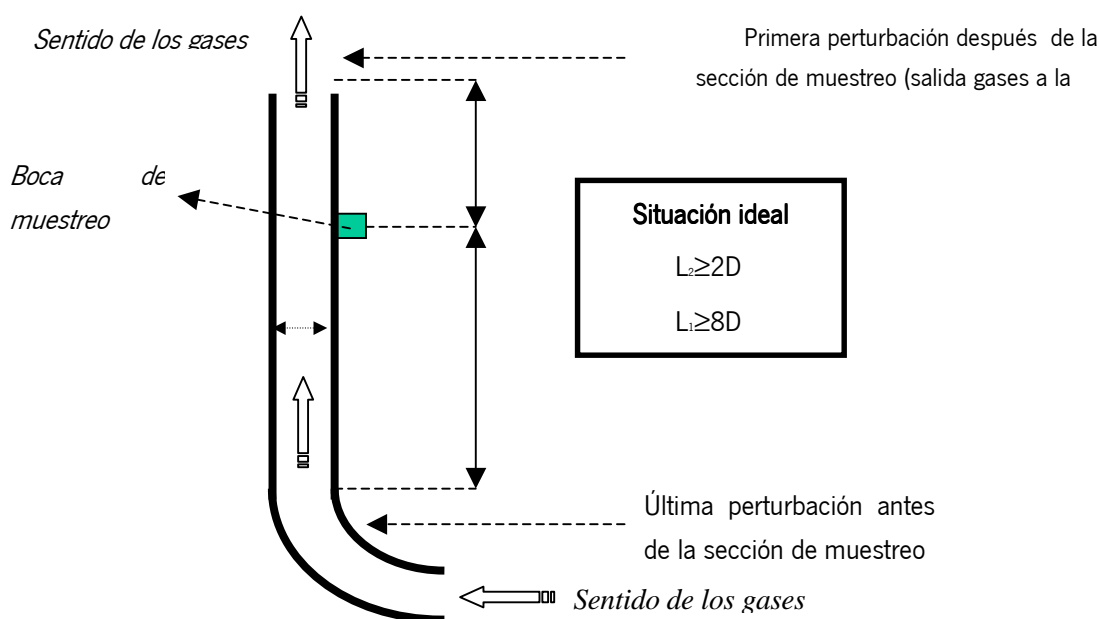 Sentido de los gases
Primera perturbación después de la
sección de muestreo (salida gases a la
Boca de
muestreo
Situación ideal
L₂≥2D
L₁≥8D
Última perturbación antes
de la sección de muestreo
Sentido de los gases